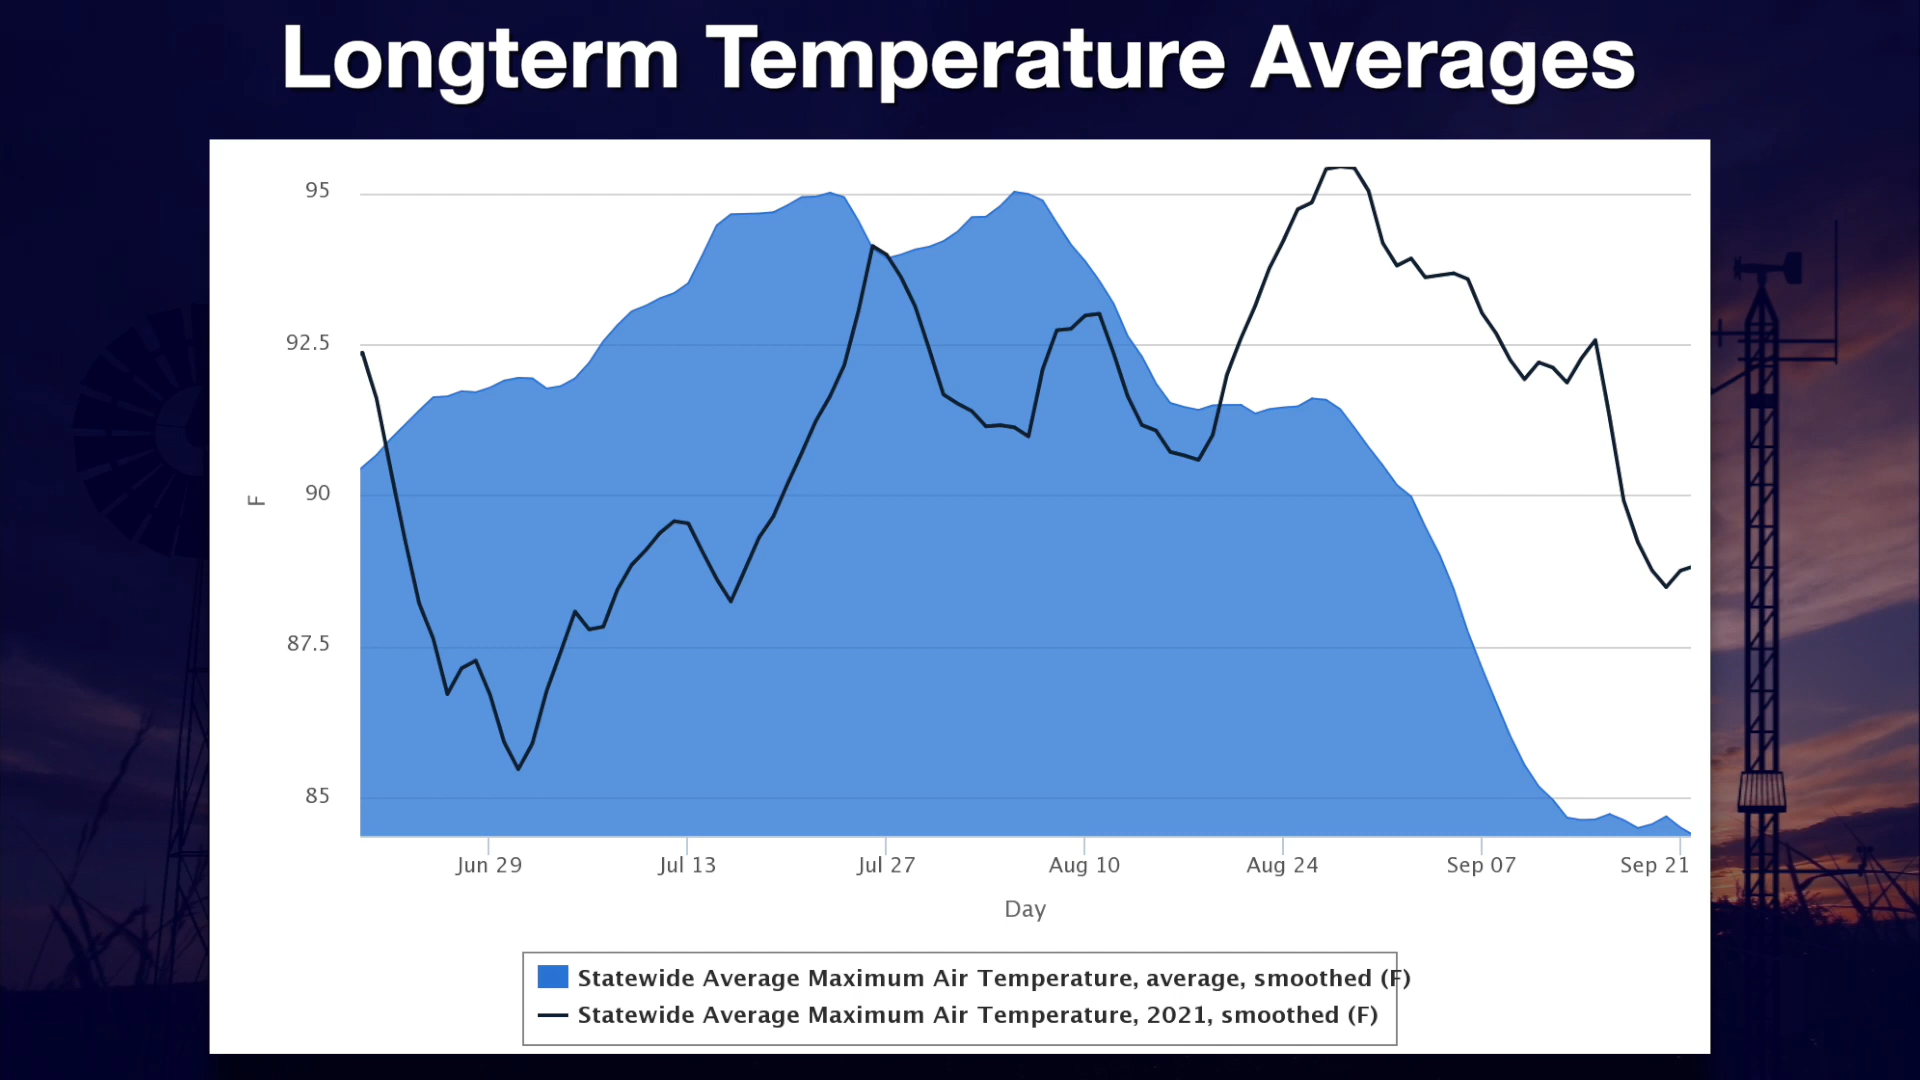 Longterm Temperature Averages
95
92.5
90
87.5
85
F
Jun 29
Jul 13
Jul 27
Aug 10
Aug 24
Sep 07
Sep 21
Day
Statewide Average Maximum Air Temperature, average, smoothed (F)
Statewide Average Maximum Air Temperature, 2021, smoothed (F)